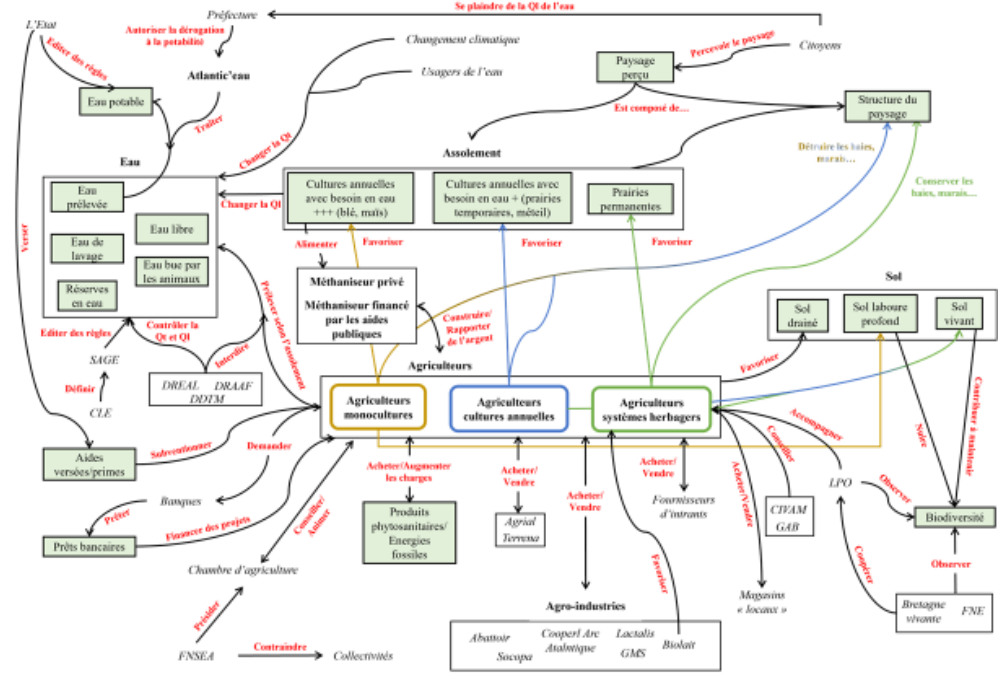 Se plaindre de la Ql de l'eau
L'Etat
Préfecture
Autoriser la dérogation
à la potabilité
Editer des règles
Changement climatique
Percevoir le paysage
Citoyens
Paysage
perçu
Atlantic'eau
Usagers de l'eau
Eau potable
Est composé de…
Structure du
paysage
Traiter
Détruire les haies,
marais…
Eau
Changer la Qt
Assolement
Conserver les
haies, marais…
Eau
prélevée
Changer la Ql
Cultures annuelles
avec besoin en eau
+++ (blé, maïs)
Cultures annuelles avec
besoin en eau + (prairies
temporaires, méteil)
Prairies
permanentes
Eau libre
Verser
Alimenter
Favoriser
Favoriser
Favoriser
Eau de
lavage
Eau bue par
les animaux
Méthaniseur privé
Méthaniseur financé
par les aides
publiques
Sol
Réserves
en eau
Prélever selon l'assolement
Construire/
Rapporter
de l'argent
Sol
drainé
Sol laboure
profond
Sol
vivant
Editer des règles
Contrôler la
Qt et Ql
Interdire
SAGE
Agriculteurs
Favoriser
Définir
DREAL
DRAAF
DDTM
Agriculteurs
monocultures
Agriculteurs
cultures annuelles
Agriculteurs
systèmes herbagers
CLE
Nuire
Contribuer à maintenir
Accompagner
Aides
versées/primes
Subventionner
Demander
Acheter/Augmenter
les charges
Acheter/
Vendre
Acheter/
Vendre
Acheter/
Vendre
Acheter/Vendre
Conseiller
LPO
Observer
Banques
Prêter
Conseiller/
Animer
Fournisseurs
d'intrants
CIVAM
GAB
Biodiversité
Produits
phytosanitaires/
Energies
fossiles
Agrial
Terrena
Prêts bancaires
Financer des projets
Coopérer
Observer
Chambre d'agriculture
Favoriser
Magasins
« locaux »
Bretagne
vivante
FNE
Présider
Agro-industries
FNSEA
Contraindre
Collectivités
Abattoir
Socopa
Cooperl Arc
Atalntique
Lactalis
GMS
Biolait